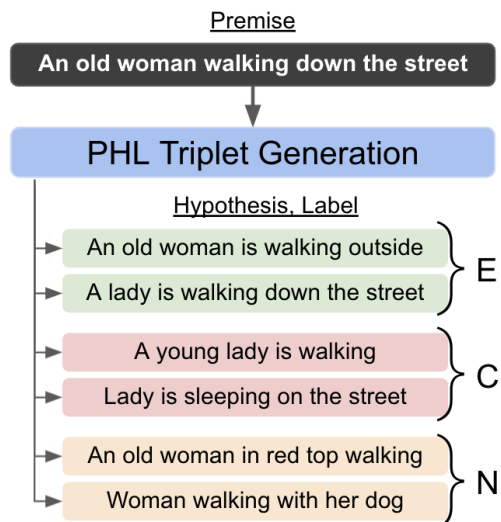 Premise
An old woman walking down the street
PHL Triplet Generation
Hypothesis, Label
An old woman is walking outside
A lady is walking down the street
E
A young lady is walking
Lady is sleeping on the street
C
An old woman in red top walking
Woman walking with her dog
N